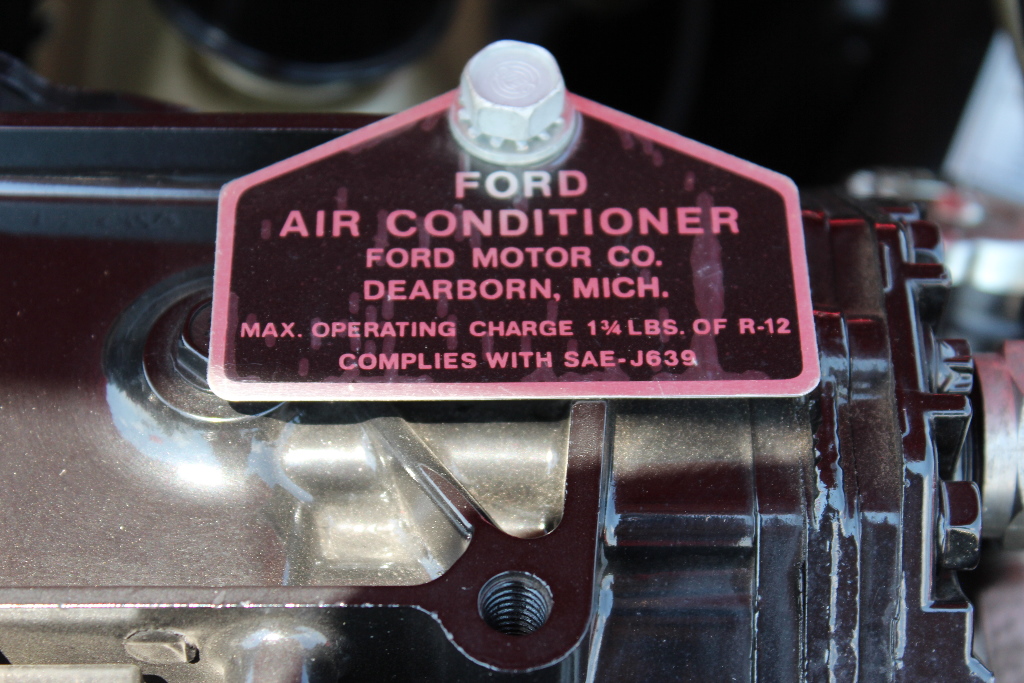 FORD
AIR CONDITIONER
FORD MOTOR CO.
DEARBORN, MICH.
MAX. OPERATING CHARGE 1¾ LBS. OF R-12
COMPLIES WITH SAE-J639